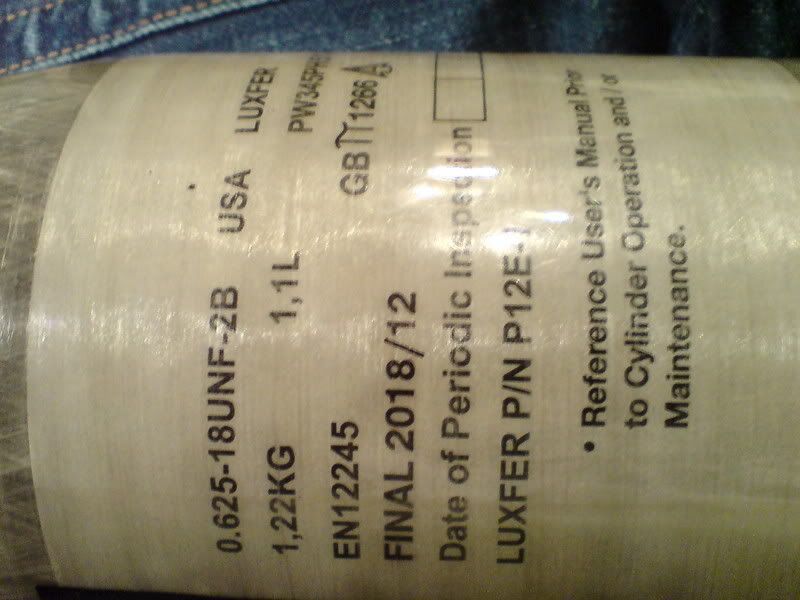 0.625-18UNF-2B USA LUXFER
1,22KG 1,1L
EN12245 GB 1266
FINAL 2018/12
Date of Periodic Inspection
LUXFER P/N P12E-1
• Reference User's Manual Prior
to Cylinder Operation and / or
Maintenance.